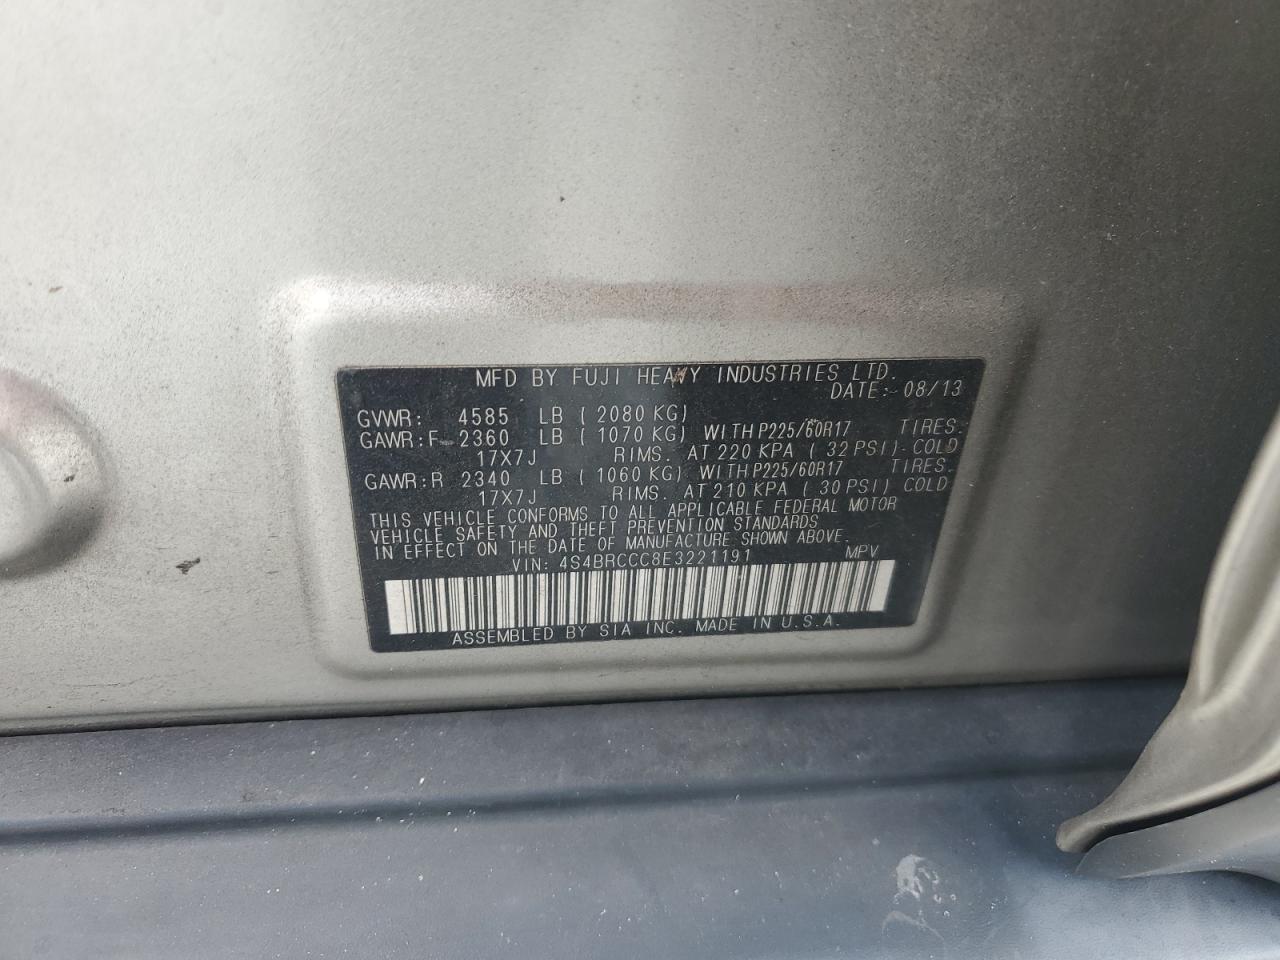 MFD BY FUJI HEAVY INDUSTRIES LTD.
DATE: 08/13
GVWR: 4585 LB ( 2080 KG)
GAWR:F 2360 LB ( 1070 KG) WITH P225/60R17 TIRES.
17X7J RIMS. AT 220 KPA ( 32 PSI) COLD
GAWR:R 2340 LB ( 1060 KG) WITH P225/60R17 TIRES.
17X7J RIMS. AT 210 KPA ( 30 PSI) COLD
THIS VEHICLE CONFORMS TO ALL APPLICABLE FEDERAL MOTOR
VEHICLE SAFETY AND THEFT PREVENTION STANDARDS
IN EFFECT ON THE DATE OF MANUFACTURE SHOWN ABOVE.
VIN: 4S4BRCCC8E3221191 MPV
ASSEMBLED BY SIA INC. MADE IN U.S.A.